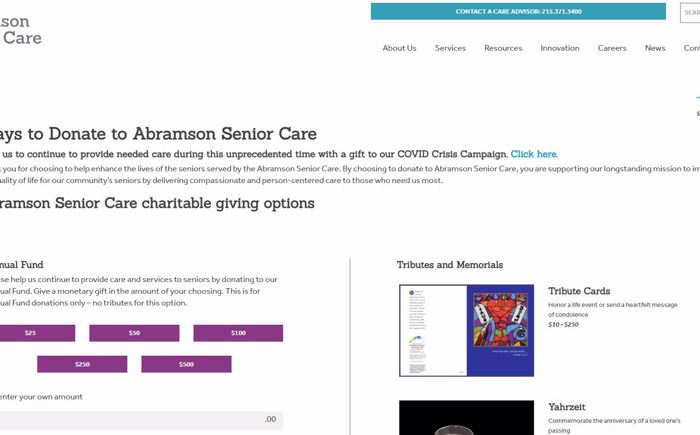 CONTACT A CARE ADVISOR: 215.371.3400
son
Care
About Us Services Resources Innovation Careers News Cont
ays to Donate to Abramson Senior Care
us to continue to provide needed care during this unprecedented time with a gift to our COVID Crisis Campaign. Click here.
you for choosing to help enhance the lives of the seniors served by the Abramson Senior Care. By choosing to donate to Abramson Senior Care, you are supporting our longstanding mission to im
uality of life for our community's seniors by delivering compassionate and person-centered care to those who need us most.
ramson Senior Care charitable giving options
nual Fund
ase help us continue to provide care and services to seniors by donating to our
ual Fund. Give a monetary gift in the amount of your choosing. This is for
ual Fund donations only – no tributes for this option.
$25 $50 $100
$250 $500
enter your own amount
.00
Tributes and Memorials
Tribute Cards
Honor a life event or send a heartfelt message
of condolence
$10 - $250
Yahrzeit
Commemorate the anniversary of a loved one's
passing